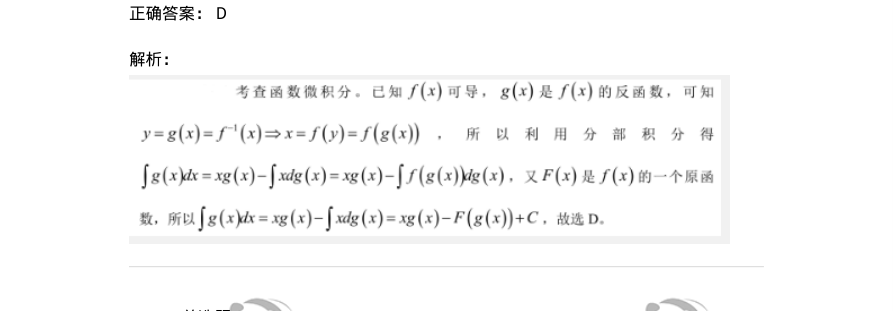 正确答案： D
解析：
考查函数微积分。已知 f(x) 可导，g(x) 是 f(x) 的反函数，可知
y=g(x)=f⁻¹(x)⇒x=f(y)=f(g(x)) ，所以利用分部积分得
∫g(x)dx=xg(x)-∫xdg(x)=xg(x)-∫f(g(x))dg(x)，又 F(x) 是 f(x) 的一个原函
数，所以∫g(x)dx=xg(x)-∫xdg(x)=xg(x)-F(g(x))+C，故选 D。